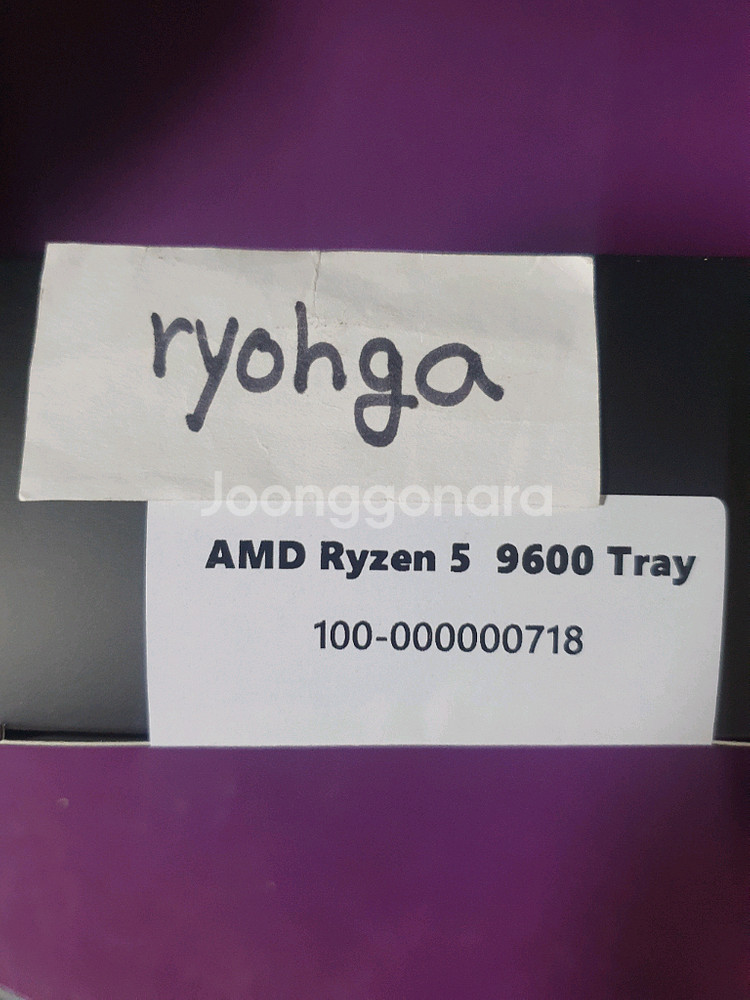 ryohga
Joonggonara
AMD Ryzen 5 9600 Tray
100-000000718